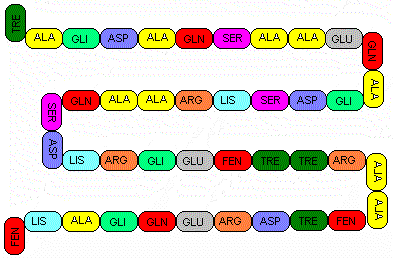 TRE ALA GLI ASP ALA GLN SER ALA ALA GLU GLN
SER GLN ALA ALA ARG LIS SER ASP GLI ALA
ASP LIS ARG GLI GLU FEN TRE TRE ARG AJA
AJA
FEN LIS ALA GLI GLN GLU ARG ASP TRE FEN